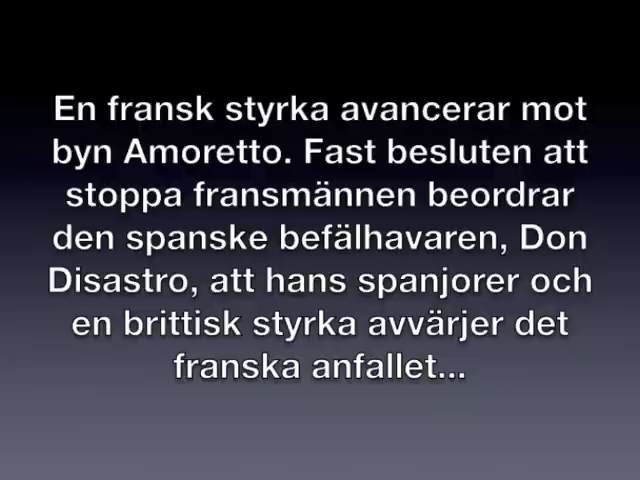 En fransk styrka avancerar mot
byn Amoretto. Fast besluten att
stoppa fransmännen beordrar
den spanske befälhavaren, Don
Disastro, att hans spanjorer och
en brittisk styrka avvärjer det
franska anfallet...